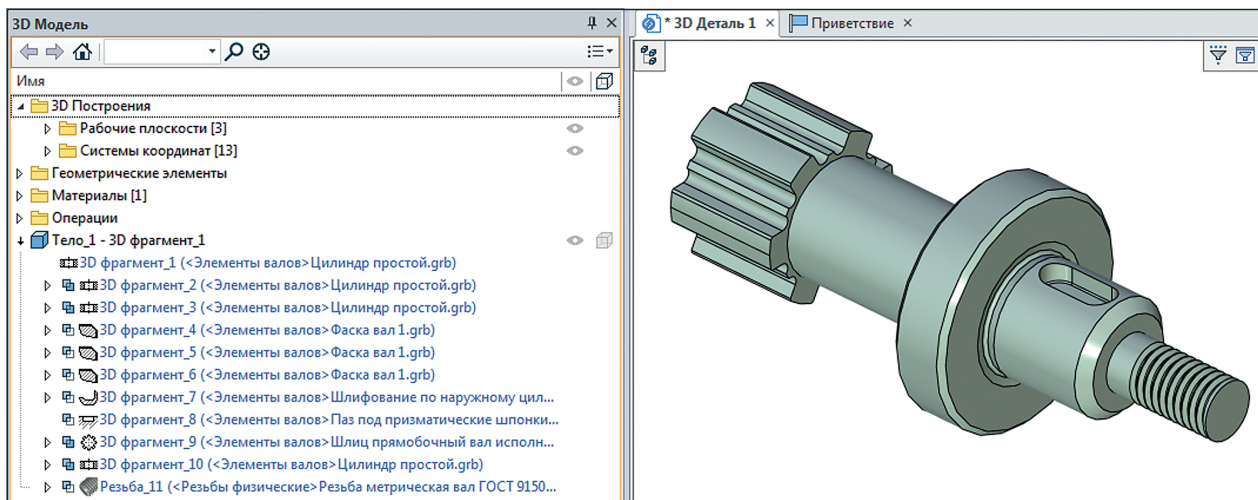 3D Модель
* 3D Деталь 1
Приветствие
Имя
3D Построения
Рабочие плоскости [3]
Системы координат [13]
Геометрические элементы
Материалы [1]
Операции
Тело_1 - 3D фрагмент_1
3D фрагмент_1 (<Элементы валов>Цилиндр простой.grb)
3D фрагмент_2 (<Элементы валов>Цилиндр простой.grb)
3D фрагмент_3 (<Элементы валов>Цилиндр простой.grb)
3D фрагмент_4 (<Элементы валов>Фаска вал 1.grb)
3D фрагмент_5 (<Элементы валов>Фаска вал 1.grb)
3D фрагмент_6 (<Элементы валов>Фаска вал 1.grb)
3D фрагмент_7 (<Элементы валов>Шлифование по наружному цил...
3D фрагмент_8 (<Элементы валов>Паз под призматические шпонки...
3D фрагмент_9 (<Элементы валов>Шлиц прямобочный вал исполн...
3D фрагмент_10 (<Элементы валов>Цилиндр простой.grb)
Резьба_11 (<Резьбы физические>Резьба метрическая вал ГОСТ 9150...